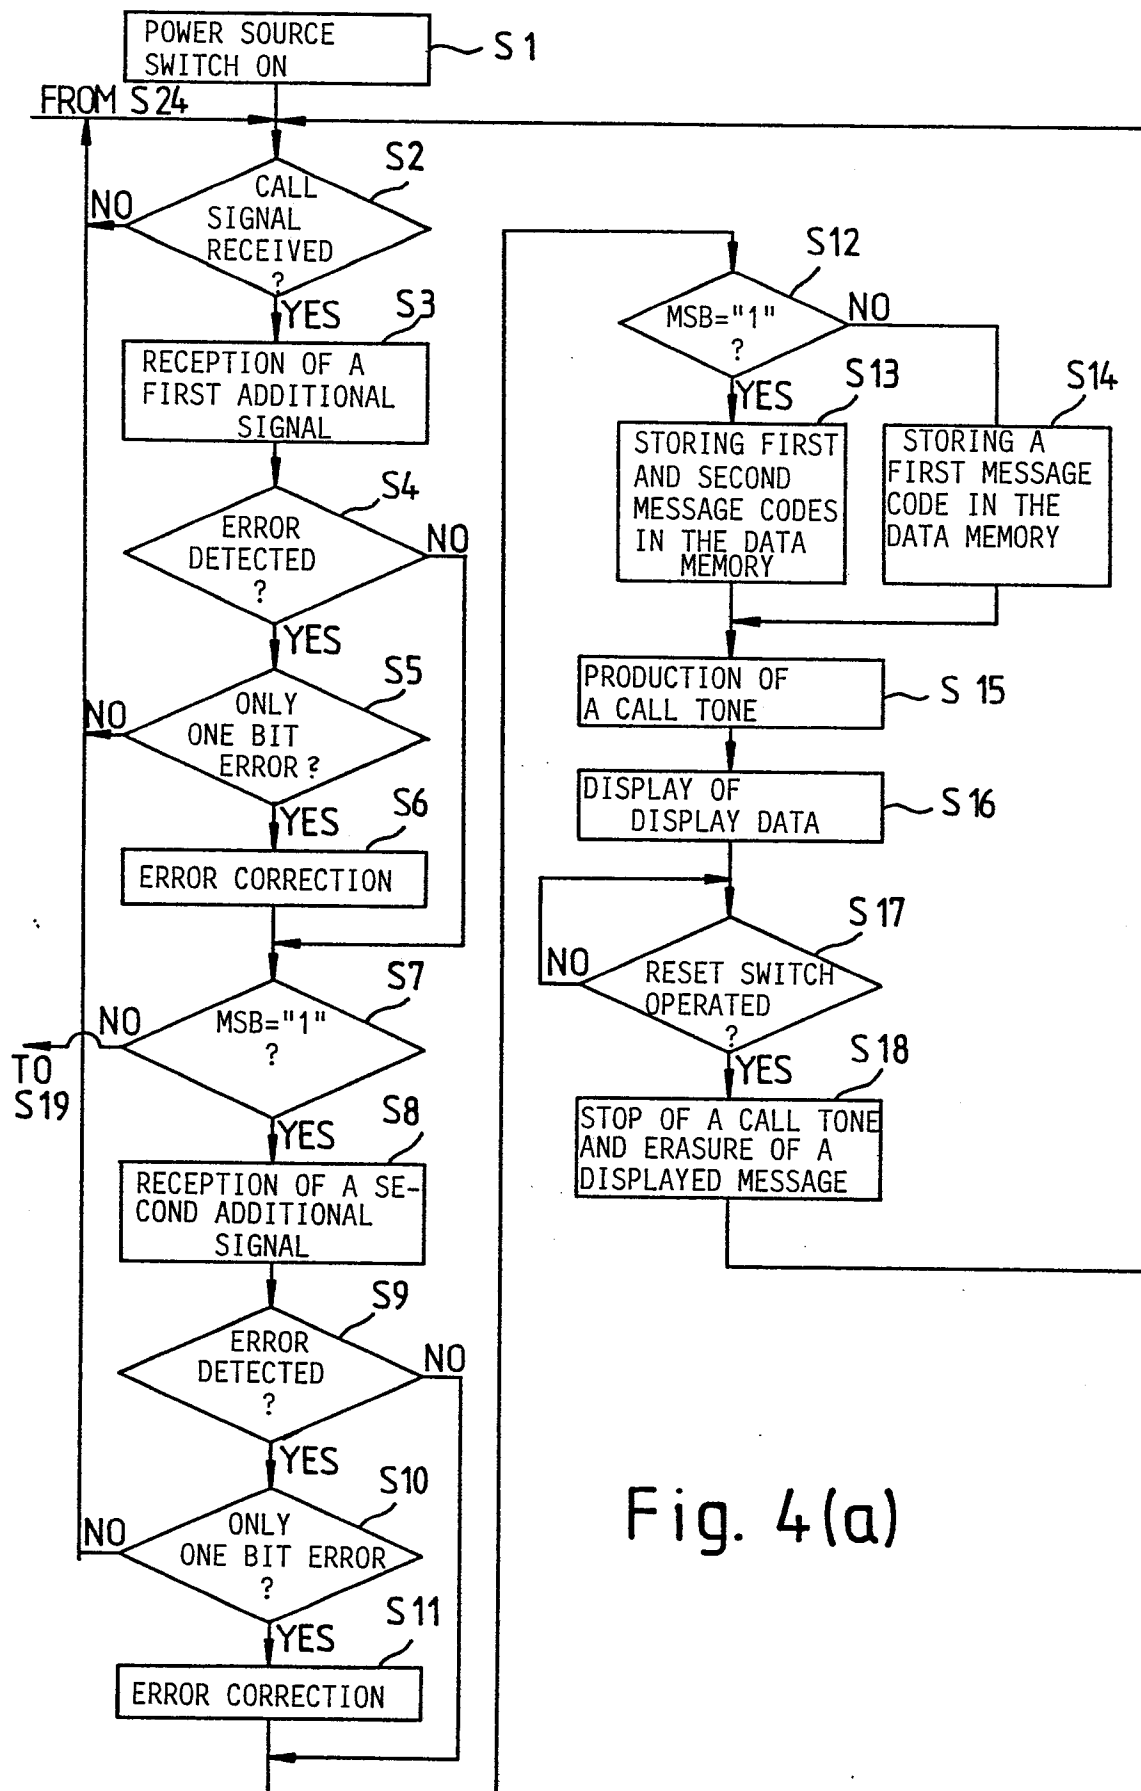 POWER SOURCE
SWITCH ON
S1
FROM S24
S2
CALL
SIGNAL
RECEIVED
?
NO
YES
S3
RECEPTION OF A
FIRST ADDITIONAL
SIGNAL
S4
ERROR
DETECTED
?
NO
YES
S5
ONLY
ONE BIT
ERROR?
NO
YES
S6
ERROR CORRECTION
S7
MSB="1"
?
NO
TO
S19
YES
S8
RECEPTION OF A SE-
COND ADDITIONAL
SIGNAL
S9
ERROR
DETECTED
?
NO
YES
S10
ONLY
ONE BIT ERROR
?
NO
YES
S11
ERROR CORRECTION
S12
MSB="1"
?
NO
YES
S13
STORING FIRST
AND SECOND
MESSAGE CODES
IN THE DATA
MEMORY
S14
STORING A
FIRST MESSAGE
CODE IN THE
DATA MEMORY
PRODUCTION OF
A CALL TONE
S15
DISPLAY OF
DISPLAY DATA
S16
S17
RESET SWITCH
OPERATED
?
NO
YES
S18
STOP OF A CALL TONE
AND ERASURE OF A
DISPLAYED MESSAGE
Fig. 4(a)